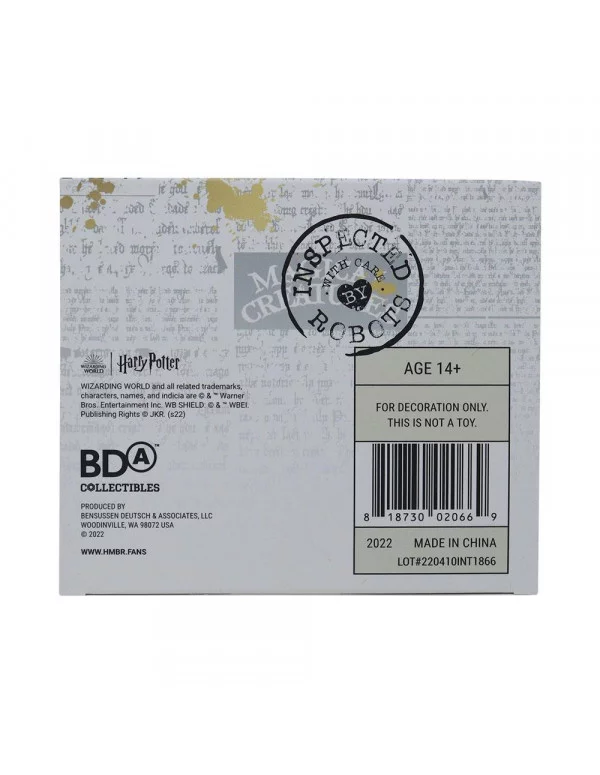 INSPECTED
WITH CARE
BY
ROBOTS
WIZARDING
WORLD
Harry Potter
WIZARDING WORLD and all related trademarks,
characters, names, and indicia are © & ™ Warner
Bros. Entertainment Inc. WB SHIELD: © & ™ WBEI.
Publishing Rights © JKR. (s22)
BDA™
COLLECTIBLES
PRODUCED BY
BENSUSSEN DEUTSCH & ASSOCIATES, LLC
WOODINVILLE, WA 98072 USA
© 2022
WWW.HMBR.FANS
AGE 14+
FOR DECORATION ONLY.
THIS IS NOT A TOY.
8 18730 02066 9
2022 MADE IN CHINA
LOT#220410INT1866